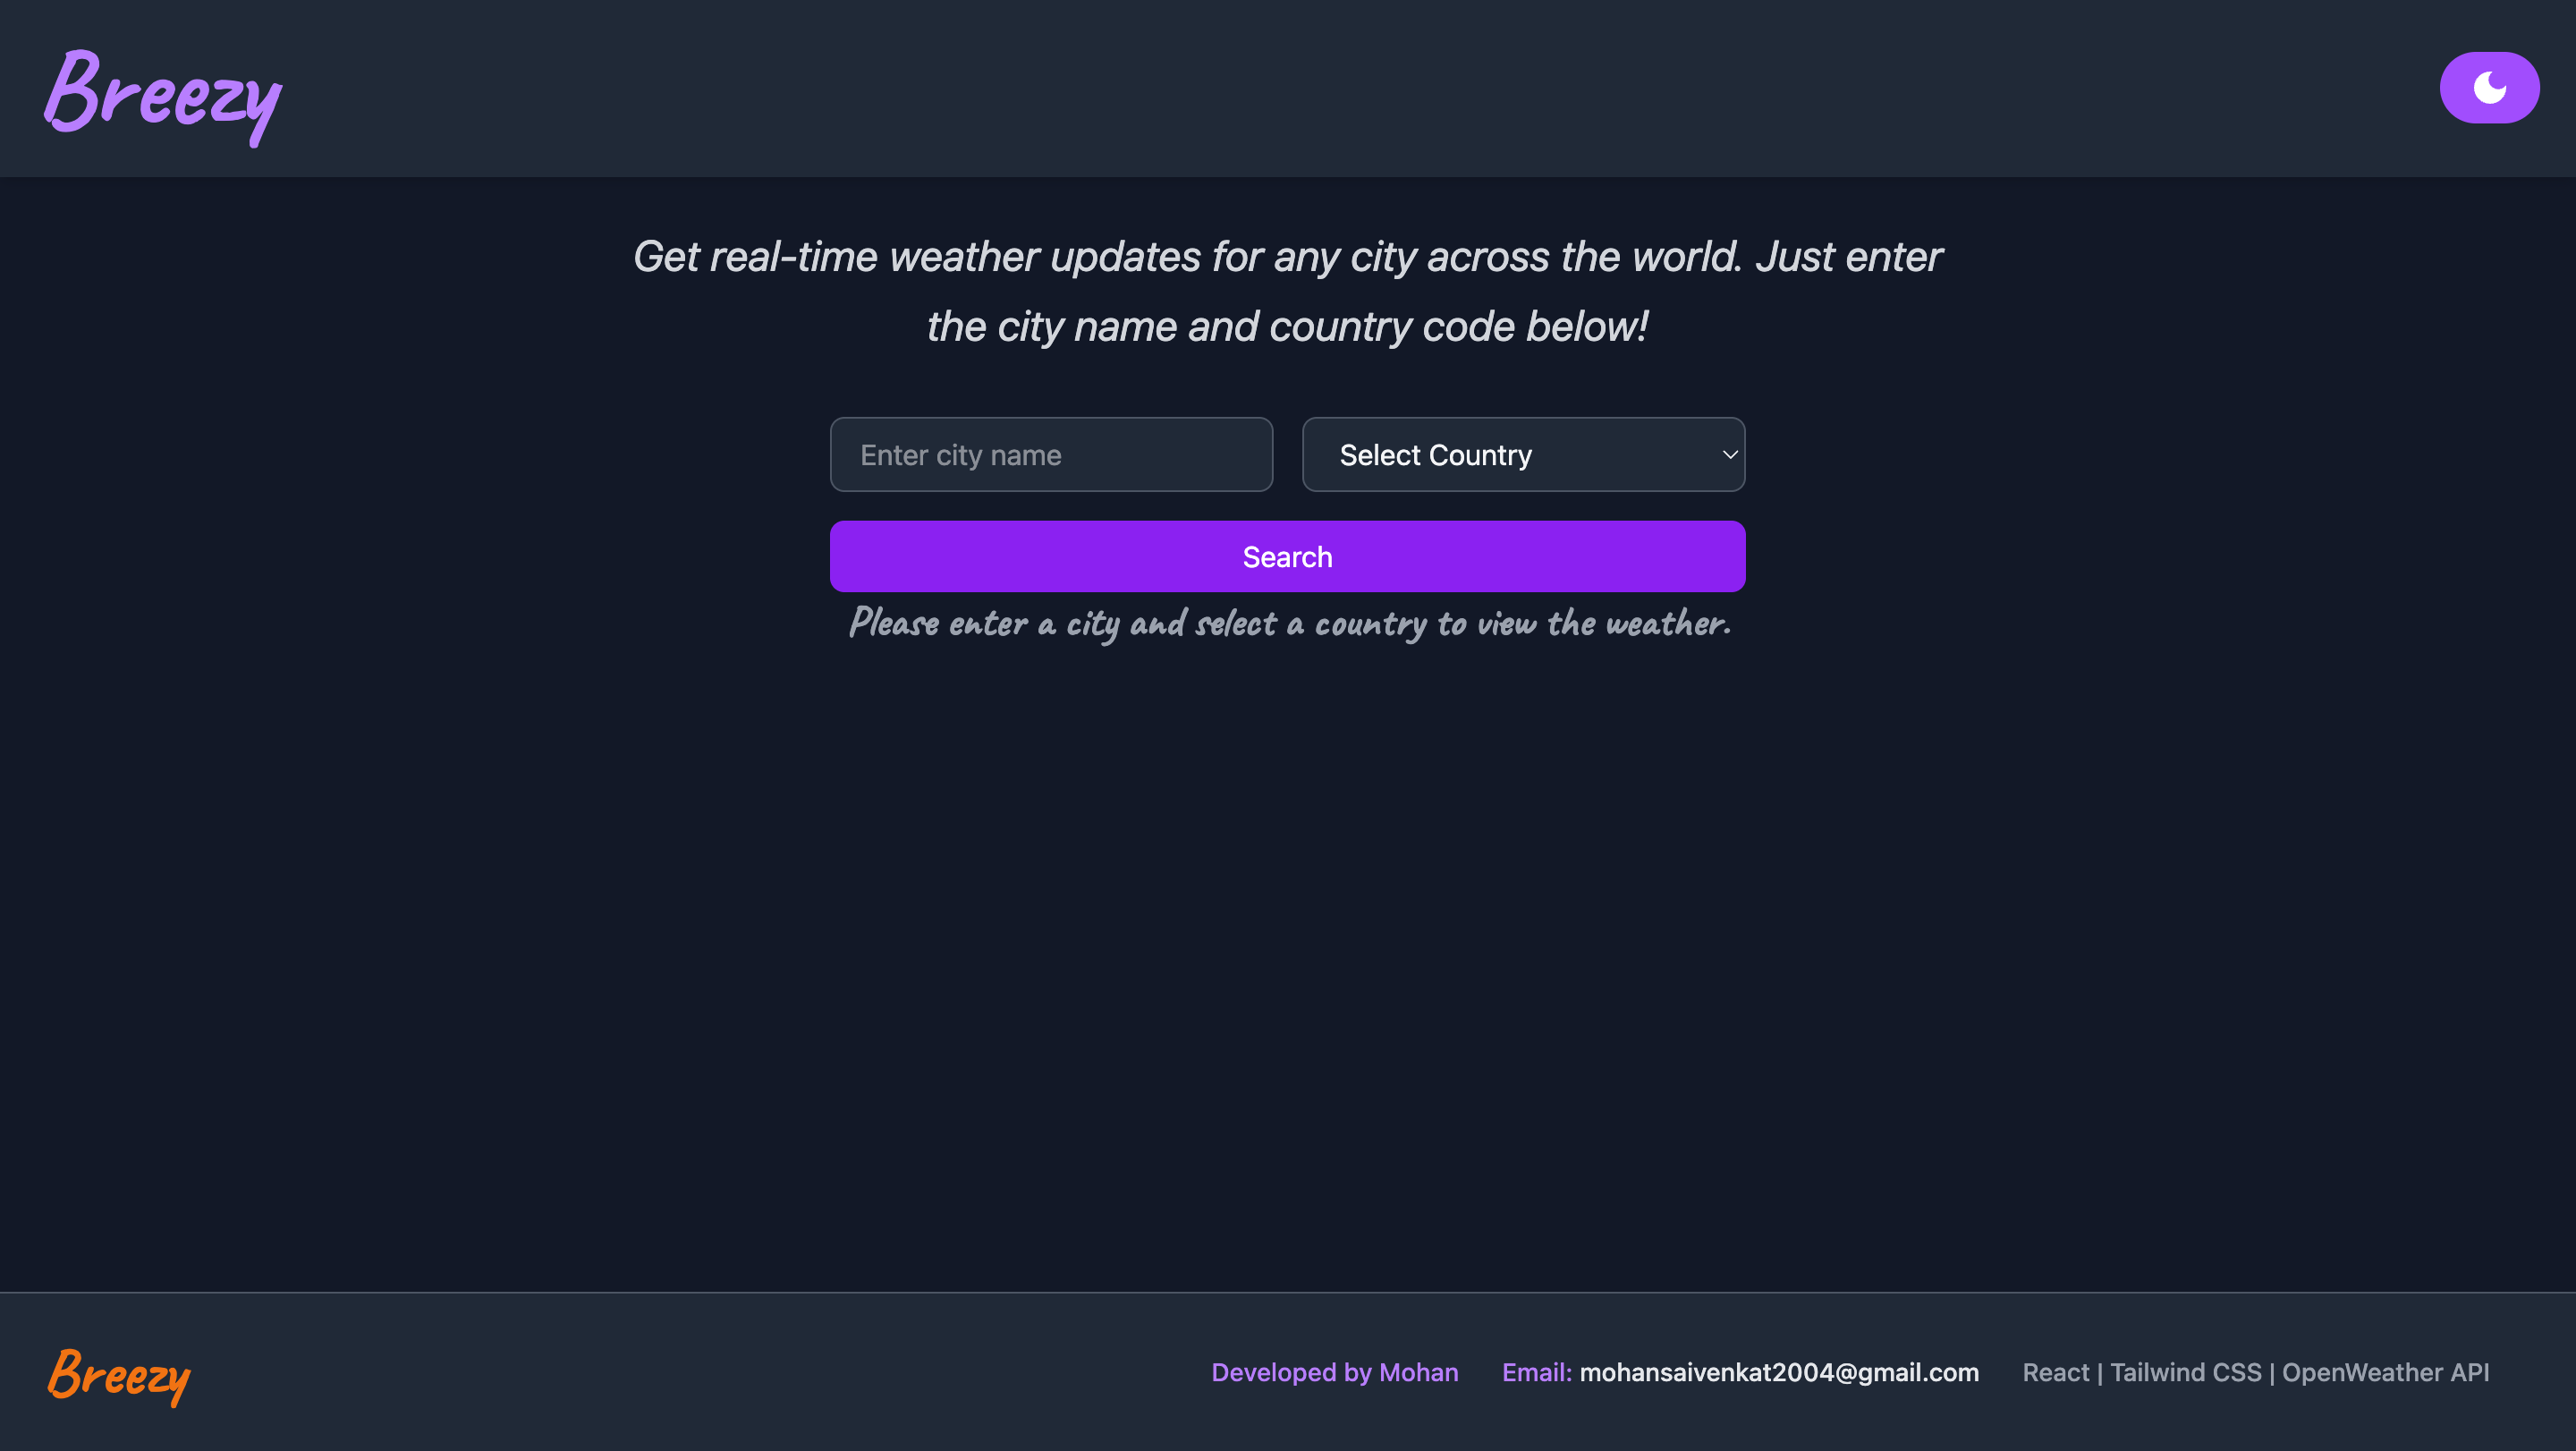 Breezy
Get real-time weather updates for any city across the world. Just enter
the city name and country code below!
Enter city name
Select Country
Search
Please enter a city and select a country to view the weather.
Breezy
Developed by Mohan
Email: mohansaivenkat2004@gmail.com
React | Tailwind CSS | OpenWeather API